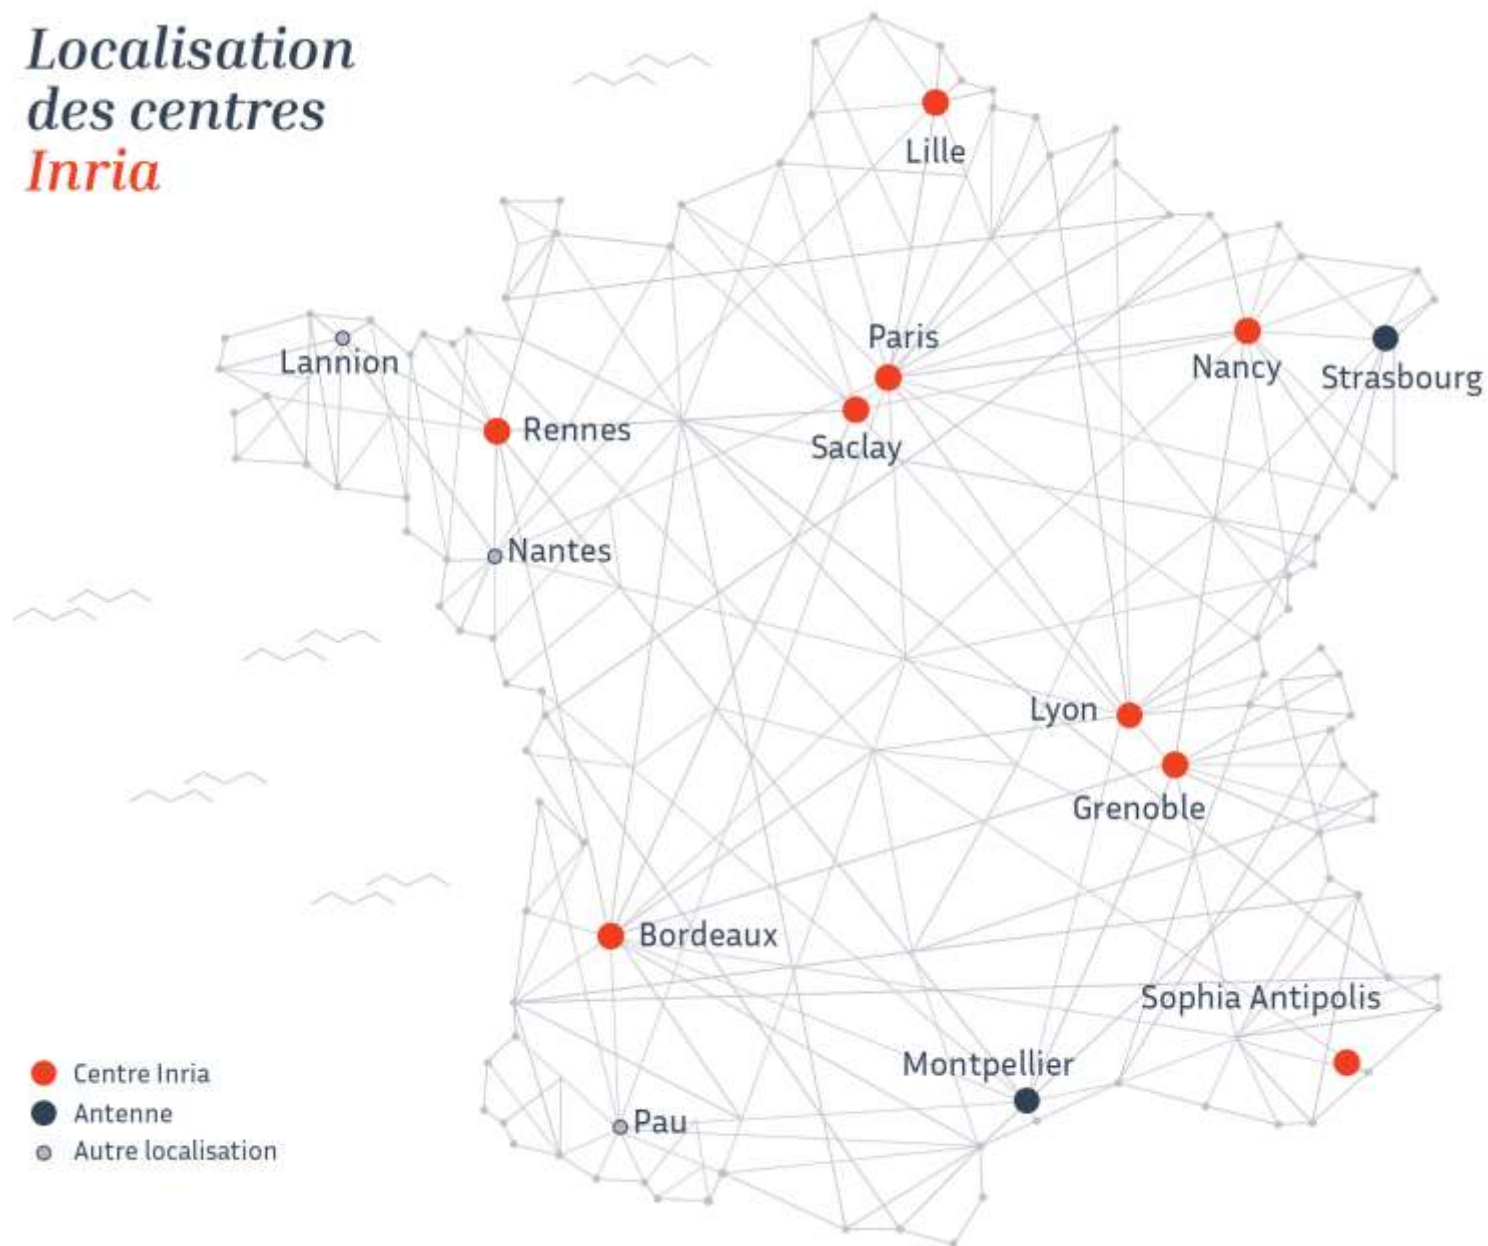 Localisation
des centres
Inria
Lille
Paris
Nancy
Strasbourg
Lannion
Rennes
Saclay
Nantes
Lyon
Grenoble
Bordeaux
Sophia Antipolis
Montpellier
Pau
Centre Inria
Antenne
Autre localisation